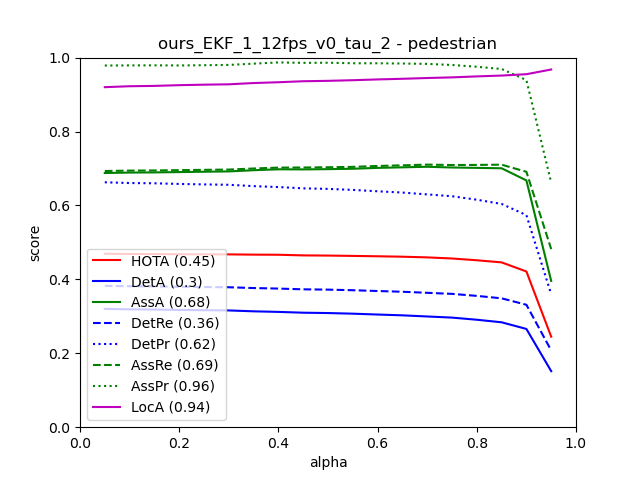 ours_EKF_1_12fps_v0_tau_2 - pedestrian
1.0
0.8
0.6
0.4
0.2
0.0
score
HOTA (0.45)
DetA (0.3)
AssA (0.68)
DetRe (0.36)
DetPr (0.62)
AssRe (0.69)
AssPr (0.96)
LocA (0.94)
0.0 0.2 0.4 0.6 0.8 1.0
alpha